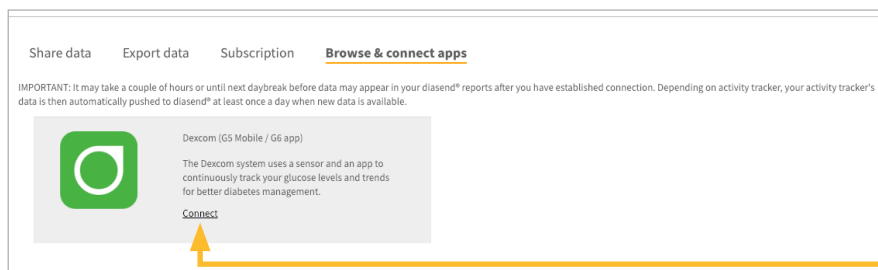 Share data Export data Subscription Browse & connect apps
IMPORTANT: It may take a couple of hours or until next daybreak before data may appear in your diasend® reports after you have established connection. Depending on activity tracker, your activity tracker's
data is then automatically pushed to diasend® at least once a day when new data is available.
Dexcom (G5 Mobile / G6 app)
The Dexcom system uses a sensor and an app to
continuously track your glucose levels and trends
for better diabetes management.
Connect